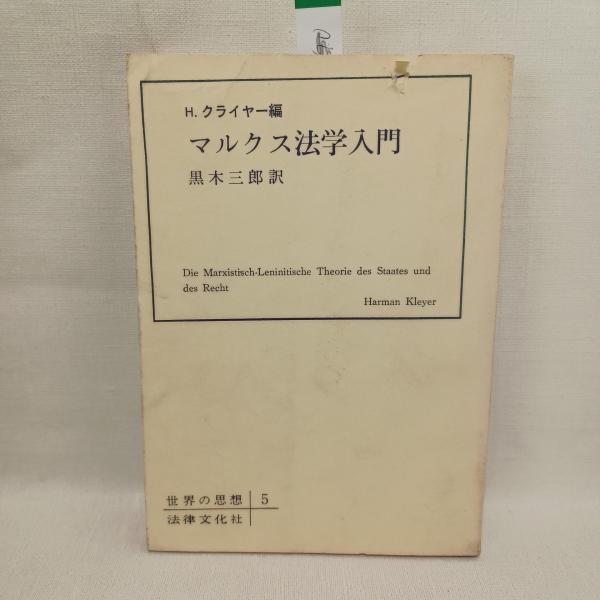 H. クライヤー編
マルクス法学入門
黒木三郎訳
Die Marxistisch-Leninitische Theorie des Staates und
des Recht
Harman Kleyer
世界の思想 5
法律文化社